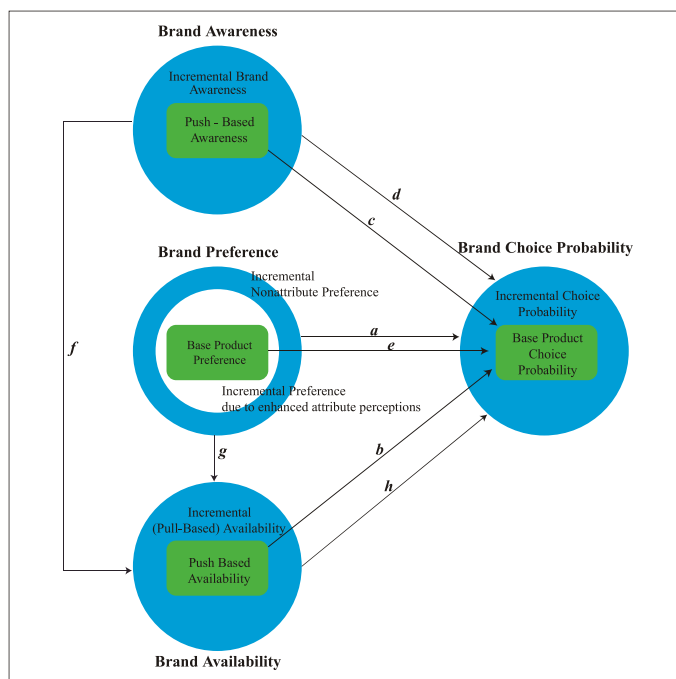 Brand Awareness
Incremental Brand
Awareness
Push - Based
Awareness
d
c
Brand Preference
Brand Choice Probability
Incremental
Nonattribute Preference
Incremental Choice
Probability
f
a
Base Product
Preference
e
Base Product
Choice
Probability
Incremental Preference
due to enhanced attribute perceptions
g
b
h
Incremental
(Pull-Based) Availability
Push Based
Availability
Brand Availability